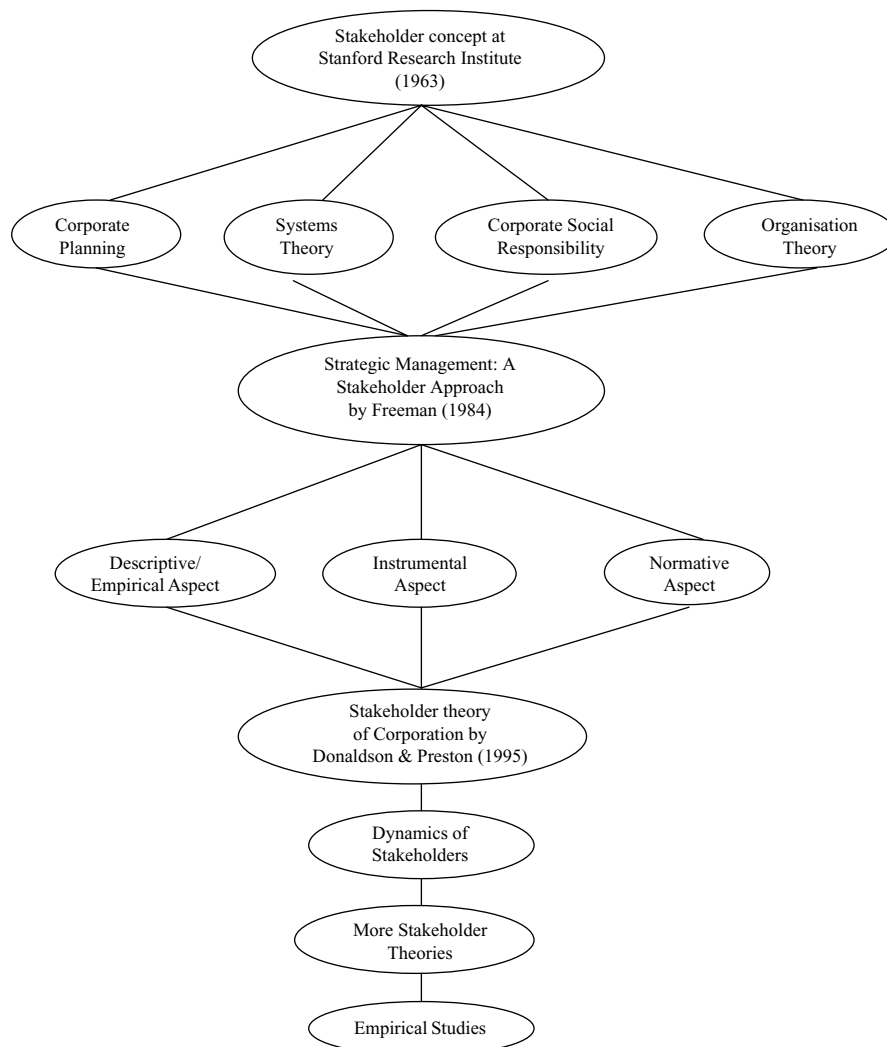 Stakeholder concept at
Stanford Research Institute
(1963)
Corporate
Planning
Systems
Theory
Corporate Social
Responsibility
Organisation
Theory
Strategic Management: A
Stakeholder Approach
by Freeman (1984)
Descriptive/
Empirical Aspect
Instrumental
Aspect
Normative
Aspect
Stakeholder theory
of Corporation by
Donaldson & Preston (1995)
Dynamics of
Stakeholders
More Stakeholder
Theories
Empirical Studies